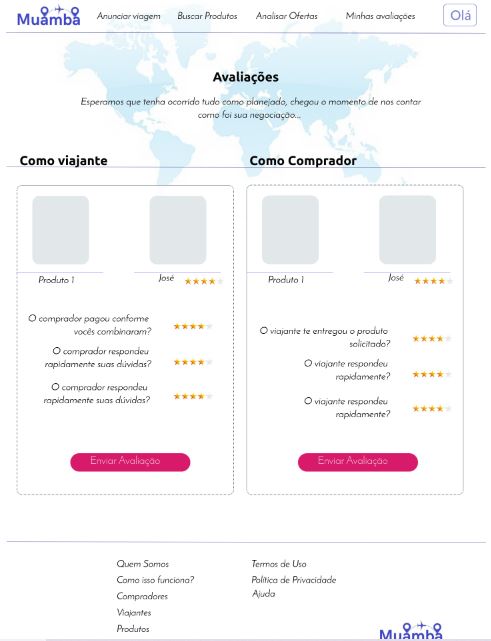 Muamba
Anunciar viagem
Buscar Produtos
Analisar Ofertas
Minhas avaliações
Olá
Avaliações
Esperamos que tenha ocorrido tudo como planejado, chegou o momento de nos contar
como foi sua negociação...
Como viajante
Como Comprador
Produto 1
José
Produto 1
José
O comprador pagou conforme
vocês combinaram?
O comprador respondeu
rapidamente suas dúvidas?
O comprador respondeu
rapidamente suas dúvidas?
Enviar Avaliação
O viajante te entregou o produto
solicitado?
O viajante respondeu
rapidamente?
O viajante respondeu
rapidamente?
Enviar Avaliação
Quem Somos
Como isso funciona?
Compradores
Viajantes
Produtos
Termos de Uso
Política de Privacidade
Ajuda
Muamba